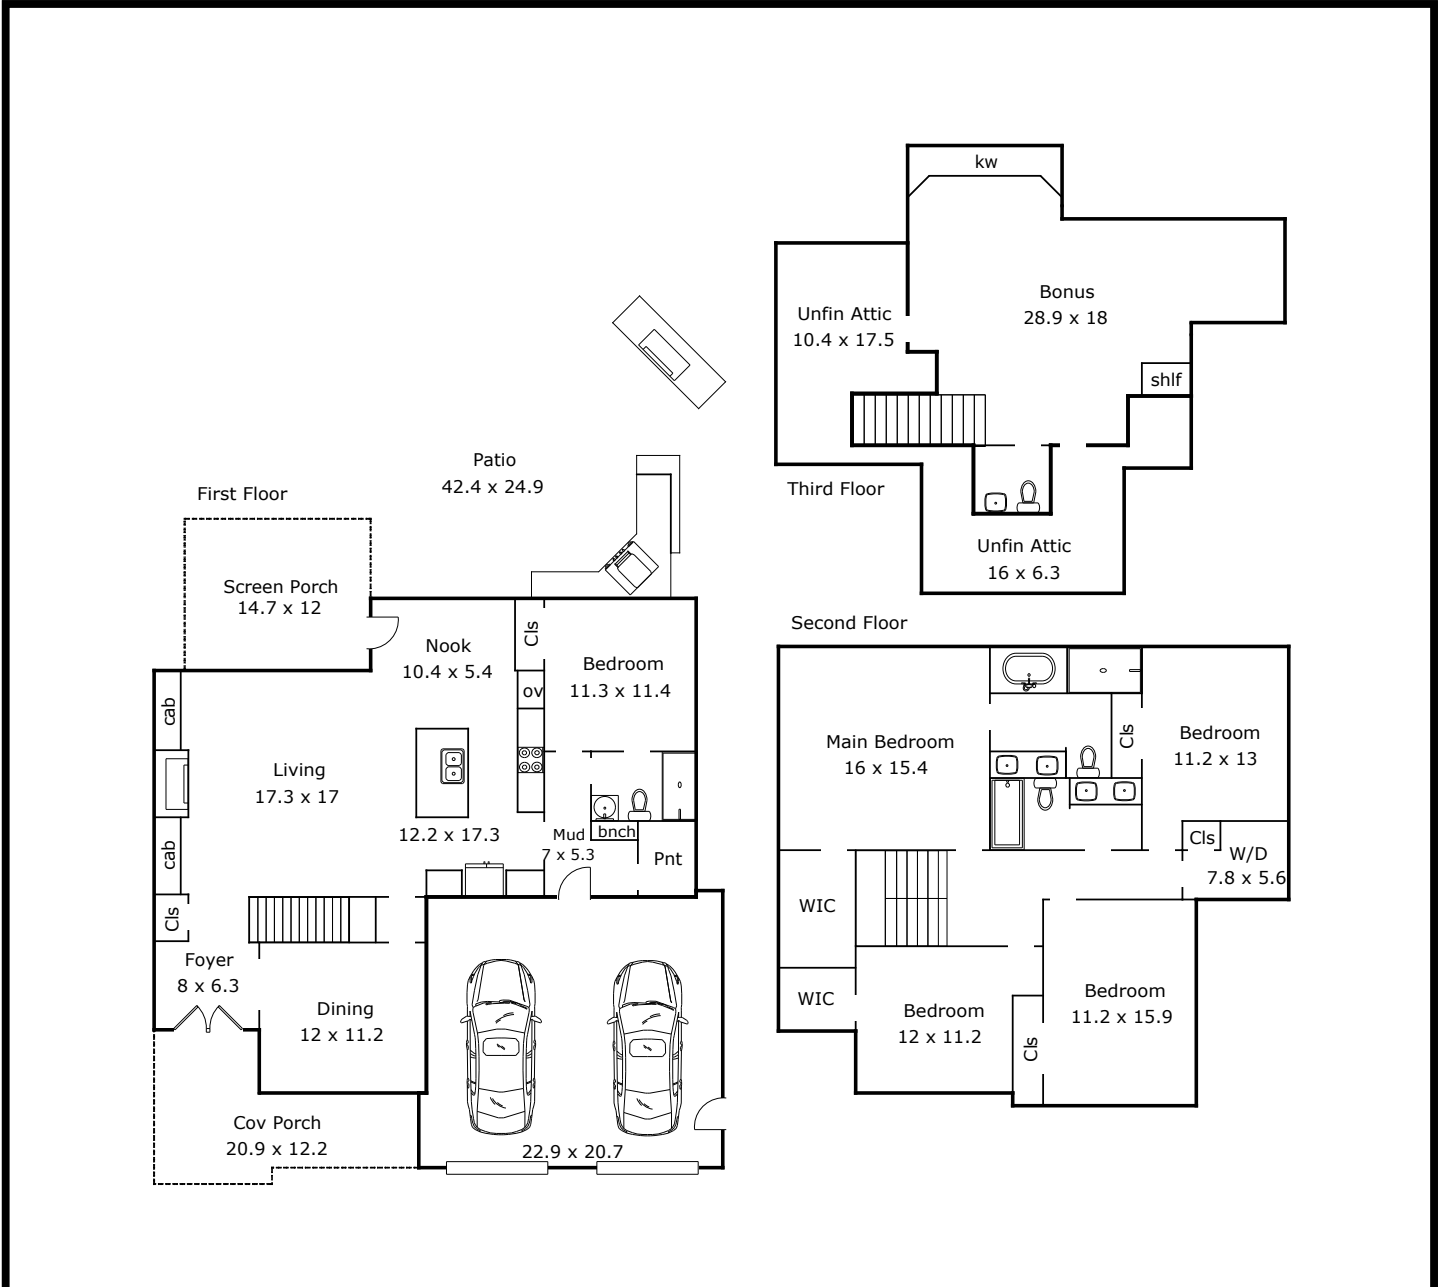 First Floor
Patio
42.4 x 24.9
Screen Porch
14.7 x 12
Nook
10.4 x 5.4
Cls
Bedroom
11.3 x 11.4
ov
cab
Living
17.3 x 17
12.2 x 17.3
cab
Mud
7 x 5.3
bnch
Pnt
Cls
Foyer
8 x 6.3
Dining
12 x 11.2
Cov Porch
20.9 x 12.2
22.9 x 20.7
kw
Bonus
28.9 x 18
Unfin Attic
10.4 x 17.5
shlf
Third Floor
Unfin Attic
16 x 6.3
Second Floor
Main Bedroom
16 x 15.4
Cls
Bedroom
11.2 x 13
Cls
W/D
7.8 x 5.6
WIC
WIC
Bedroom
12 x 11.2
Cls
Bedroom
11.2 x 15.9